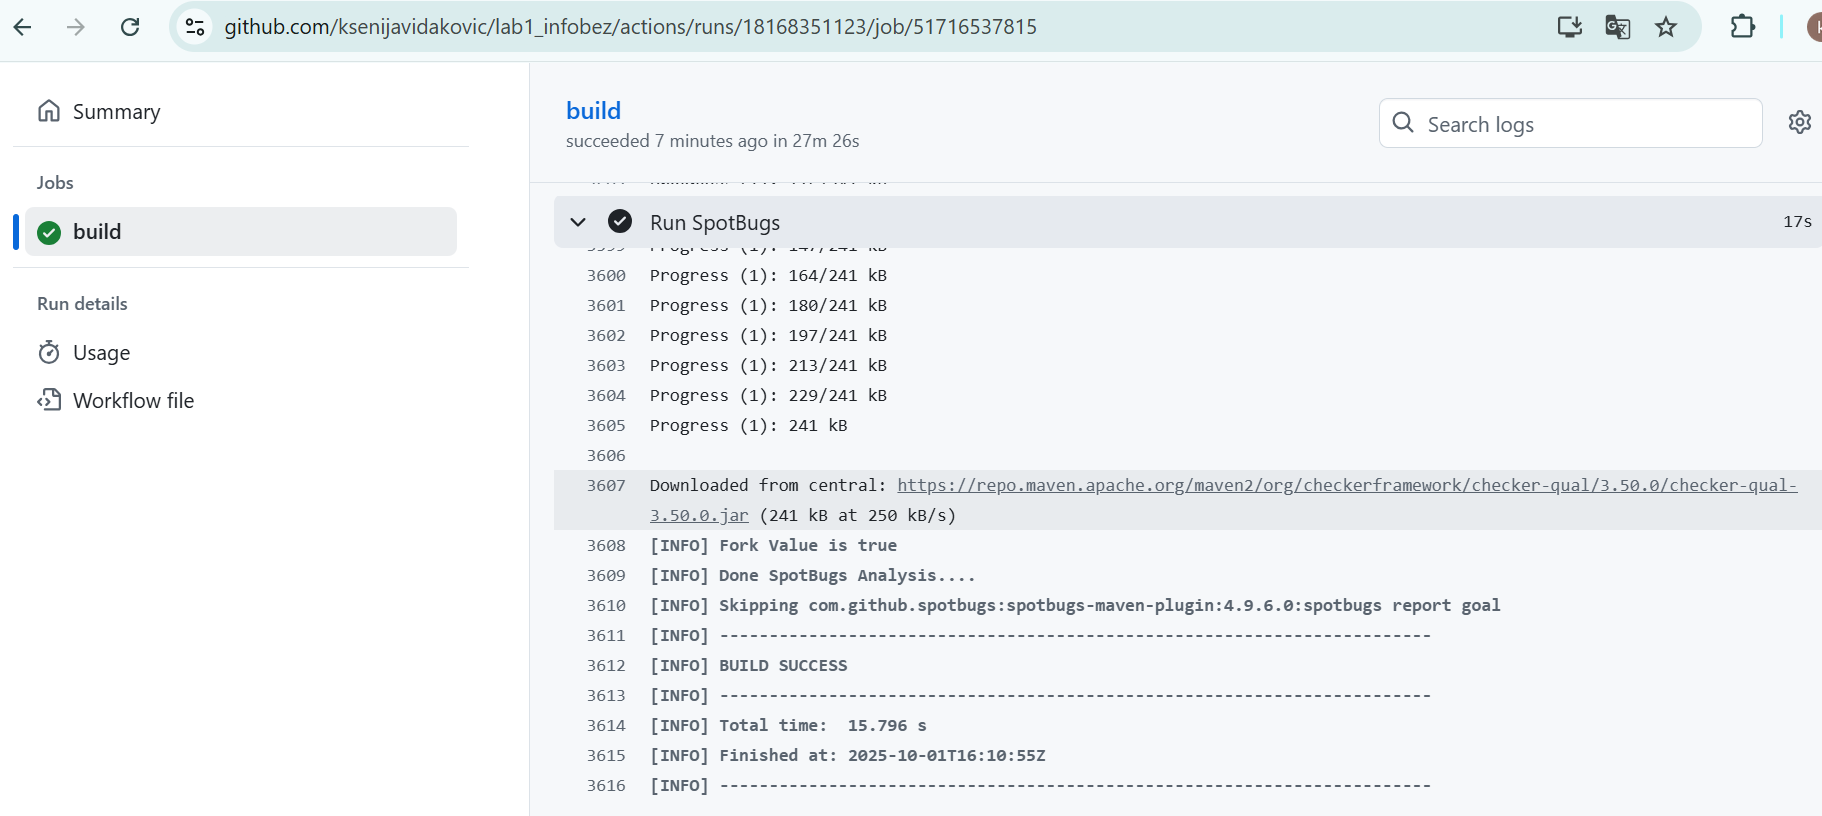 github.com/ksenijavidakovic/lab1_infobez/actions/runs/18168351123/job/51716537815
Summary
Jobs
build
Run details
Usage
Workflow file
build
succeeded 7 minutes ago in 27m 26s
Search logs
Run SpotBugs
17s
3599 Progress (1): 147/241 kB
3600 Progress (1): 164/241 kB
3601 Progress (1): 180/241 kB
3602 Progress (1): 197/241 kB
3603 Progress (1): 213/241 kB
3604 Progress (1): 229/241 kB
3605 Progress (1): 241 kB
3606
3607 Downloaded from central: https://repo.maven.apache.org/maven2/org/checkerframework/checker-qual/3.50.0/checker-qual-
3.50.0.jar (241 kB at 250 kB/s)
3608 [INFO] Fork Value is true
3609 [INFO] Done SpotBugs Analysis....
3610 [INFO] Skipping com.github.spotbugs:spotbugs-maven-plugin:4.9.6.0:spotbugs report goal
3611 [INFO] ------------------------------------------------------------------------
3612 [INFO] BUILD SUCCESS
3613 [INFO] ------------------------------------------------------------------------
3614 [INFO] Total time:  15.796 s
3615 [INFO] Finished at: 2025-10-01T16:10:55Z
3616 [INFO] ------------------------------------------------------------------------